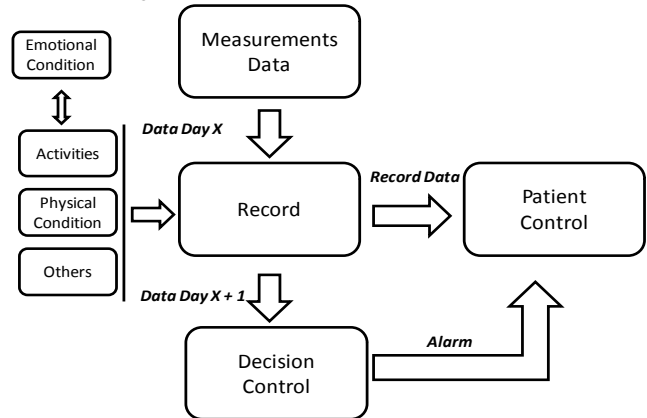 Measurements
Data
Emotional
Condition
Data Day X
Activities
Record Data
Physical
Condition
Record
Patient
Control
Others
Data Day X + 1
Alarm
Decision
Control